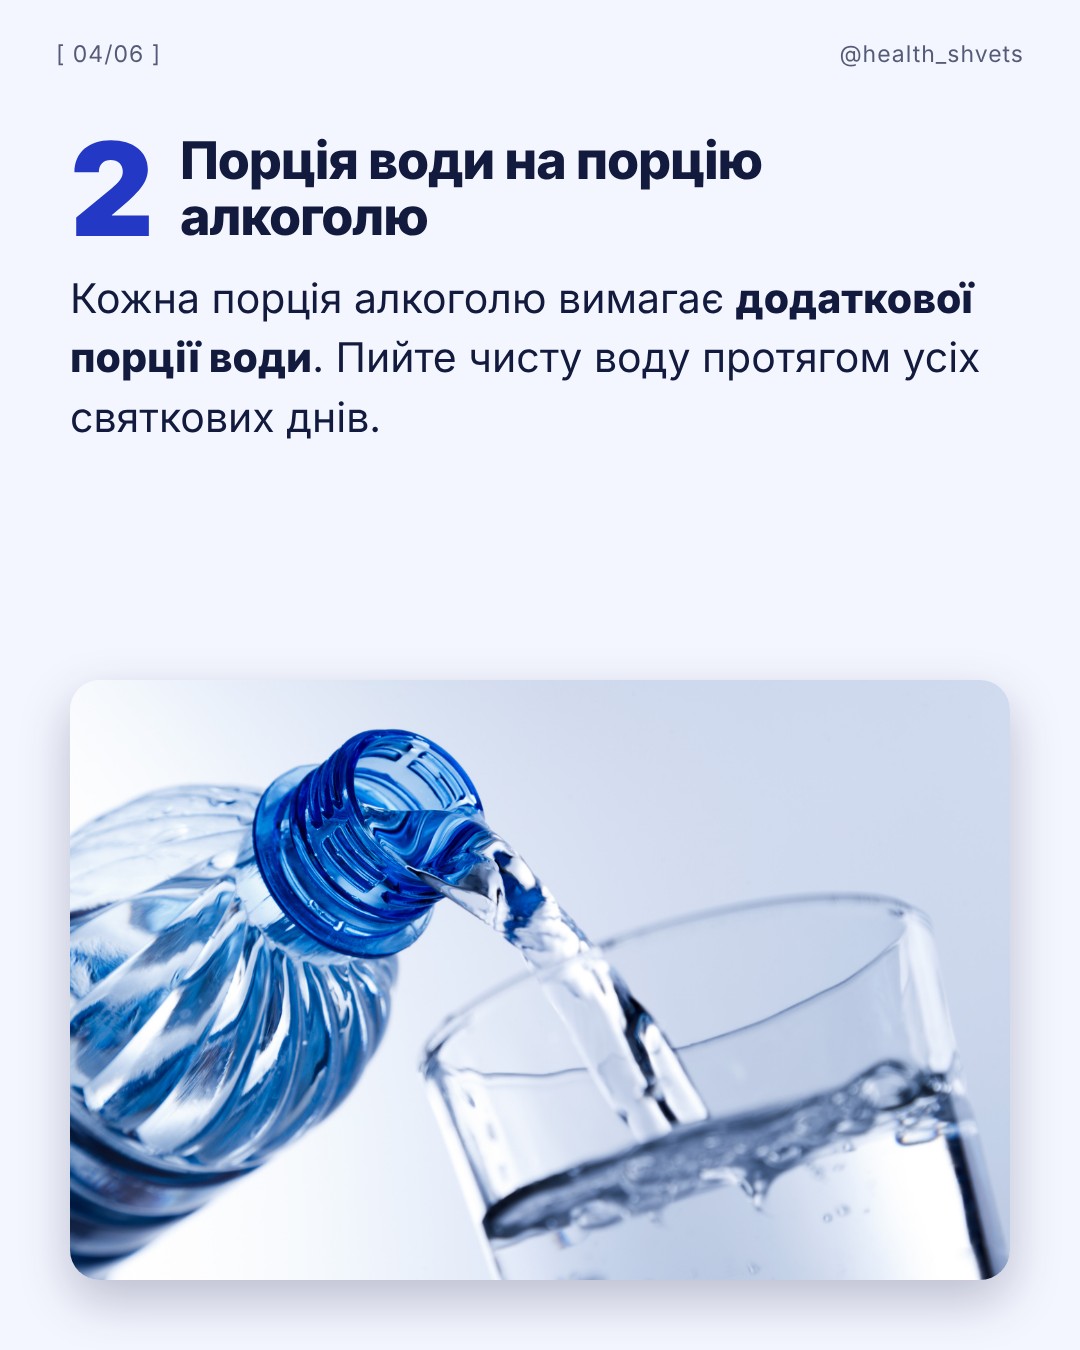 [ 04/06 ]
@health_shvets
2
Порція води на порцію
алкоголю
Кожна порція алкоголю вимагає додаткової
порції води. Пийте чисту воду протягом усіх
святкових днів.